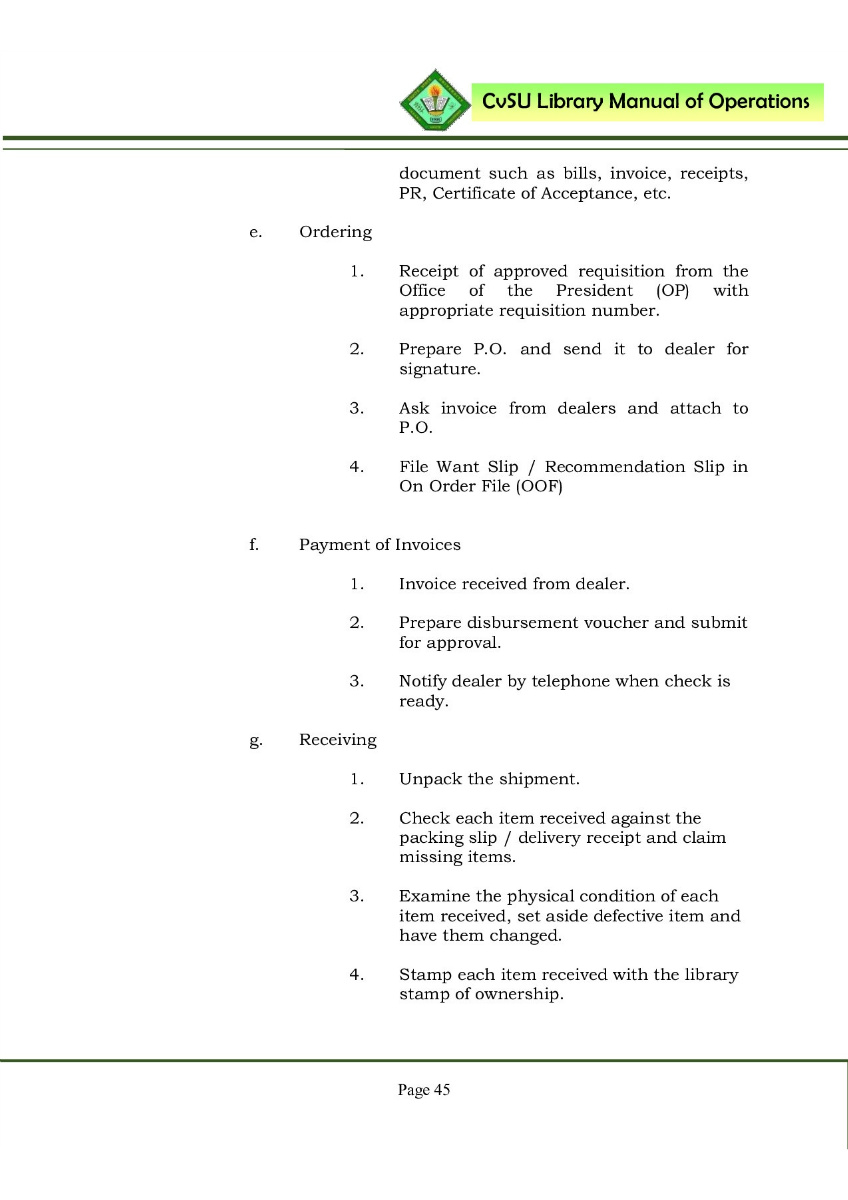 CvSU Library Manual of Operations
document such as bills, invoice, receipts,
PR, Certificate of Acceptance, etc.
e. Ordering
1. Receipt of approved requisition from the
Office of the President (OP) with
appropriate requisition number.
2. Prepare P.O. and send it to dealer for
signature.
3. Ask invoice from dealers and attach to
P.O.
4. File Want Slip / Recommendation Slip in
On Order File (OOF)
f. Payment of Invoices
1. Invoice received from dealer.
2. Prepare disbursement voucher and submit
for approval.
3. Notify dealer by telephone when check is
ready.
g. Receiving
1. Unpack the shipment.
2. Check each item received against the
packing slip / delivery receipt and claim
missing items.
3. Examine the physical condition of each
item received, set aside defective item and
have them changed.
4. Stamp each item received with the library
stamp of ownership.
Page 45